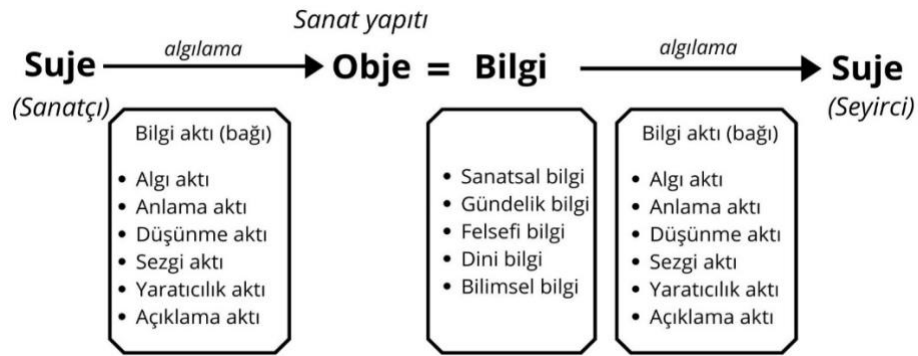 Sanat yapıtı
Suje algılama Obje = Bilgi algılama Suje
(Sanatçı)
(Seyirci)
Bilgi aktı (bağı)
• Algı aktı
• Anlama aktı
• Düşünme aktı
• Sezgi aktı
• Yaratıcılık aktı
• Açıklama aktı
• Sanatsal bilgi
• Gündelik bilgi
• Felsefi bilgi
• Dini bilgi
• Bilimsel bilgi
Bilgi aktı (bağı)
• Algı aktı
• Anlama aktı
• Düşünme aktı
• Sezgi aktı
• Yaratıcılık aktı
• Açıklama aktı